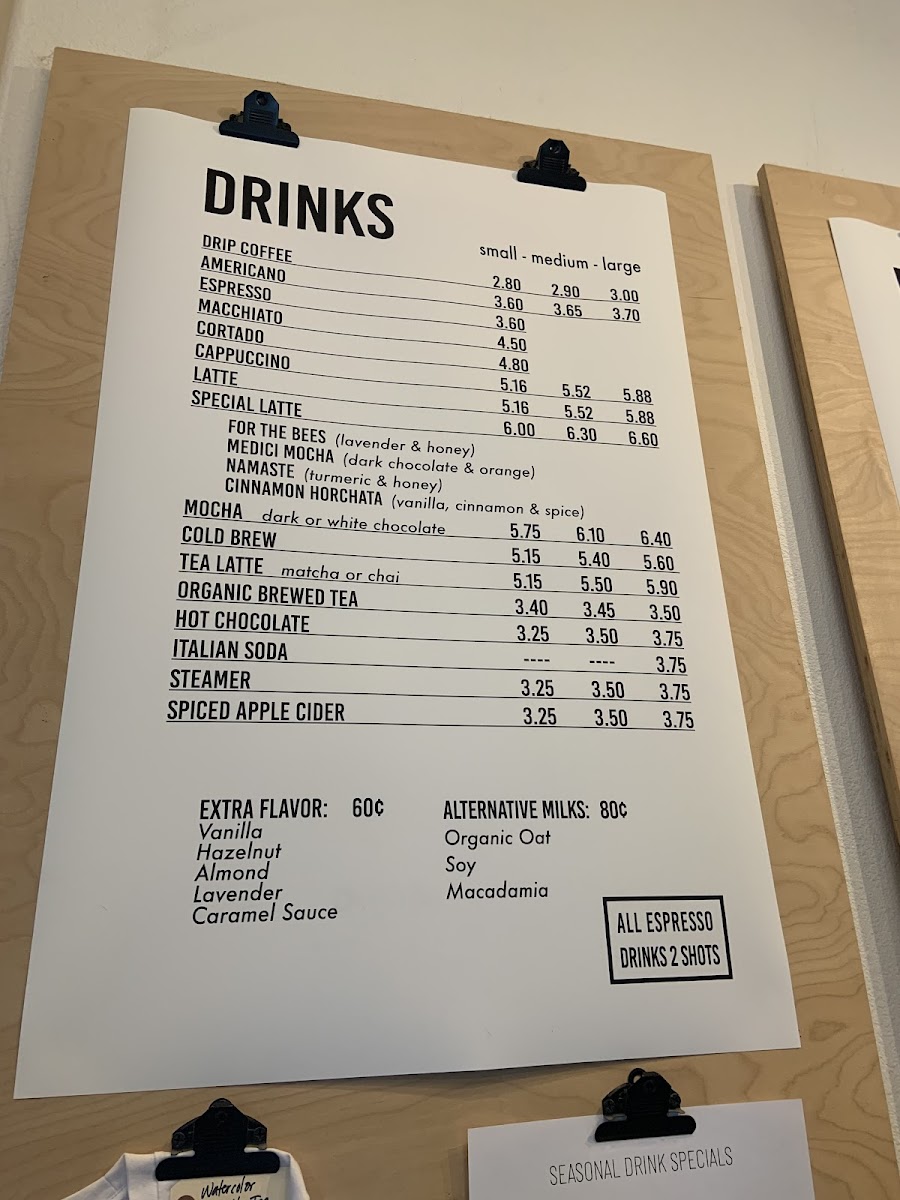 DRINKS
small - medium - large
DRIP COFFEE 2.80 2.90 3.00
AMERICANO 3.60 3.65 3.70
ESPRESSO 3.60
MACCHIATO 4.50
CORTADO 4.80
CAPPUCCINO 5.16 5.52 5.88
LATTE 5.16 5.52 5.88
SPECIAL LATTE 6.00 6.30 6.60
FOR THE BEES (lavender & honey)
MEDICI MOCHA (dark chocolate & orange)
NAMASTE (turmeric & honey)
CINNAMON HORCHATA (vanilla, cinnamon & spice)
MOCHA dark or white chocolate 5.75 6.10 6.40
COLD BREW 5.15 5.40 5.60
TEA LATTE matcha or chai 5.15 5.50 5.90
ORGANIC BREWED TEA 3.40 3.45 3.50
HOT CHOCOLATE 3.25 3.50 3.75
ITALIAN SODA ---- ---- 3.75
STEAMER 3.25 3.50 3.75
SPICED APPLE CIDER 3.25 3.50 3.75
EXTRA FLAVOR: 60¢
Vanilla
Hazelnut
Almond
Lavender
Caramel Sauce
ALTERNATIVE MILKS: 80¢
Organic Oat
Soy
Macadamia
ALL ESPRESSO
DRINKS 2 SHOTS
SEASONAL DRINK SPECIALS
Watercolor